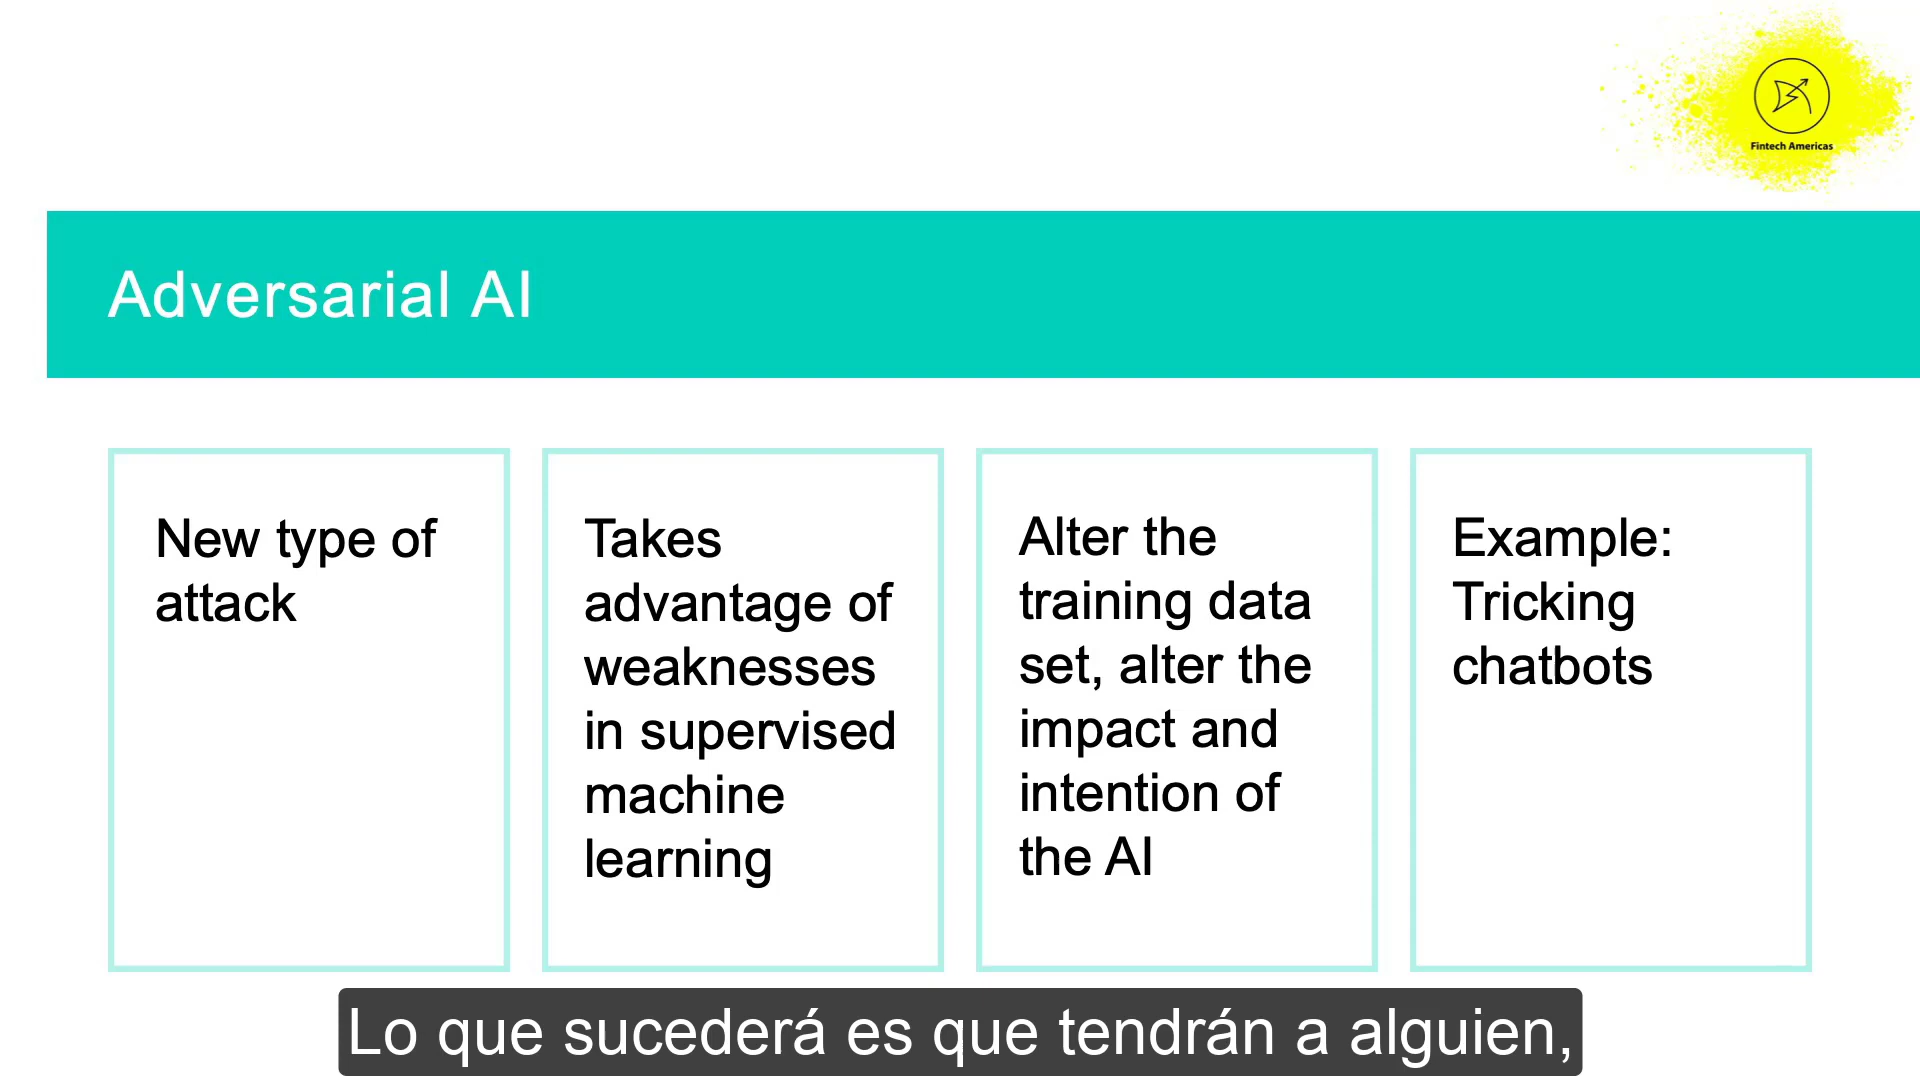 Fintech Americas
Adversarial AI
New type of
attack
Takes
advantage of
weaknesses
in supervised
machine
learning
Alter the
training data
set, alter the
impact and
intention of
the AI
Example:
Tricking
chatbots
Lo que sucederá es que tendrán a alguien,